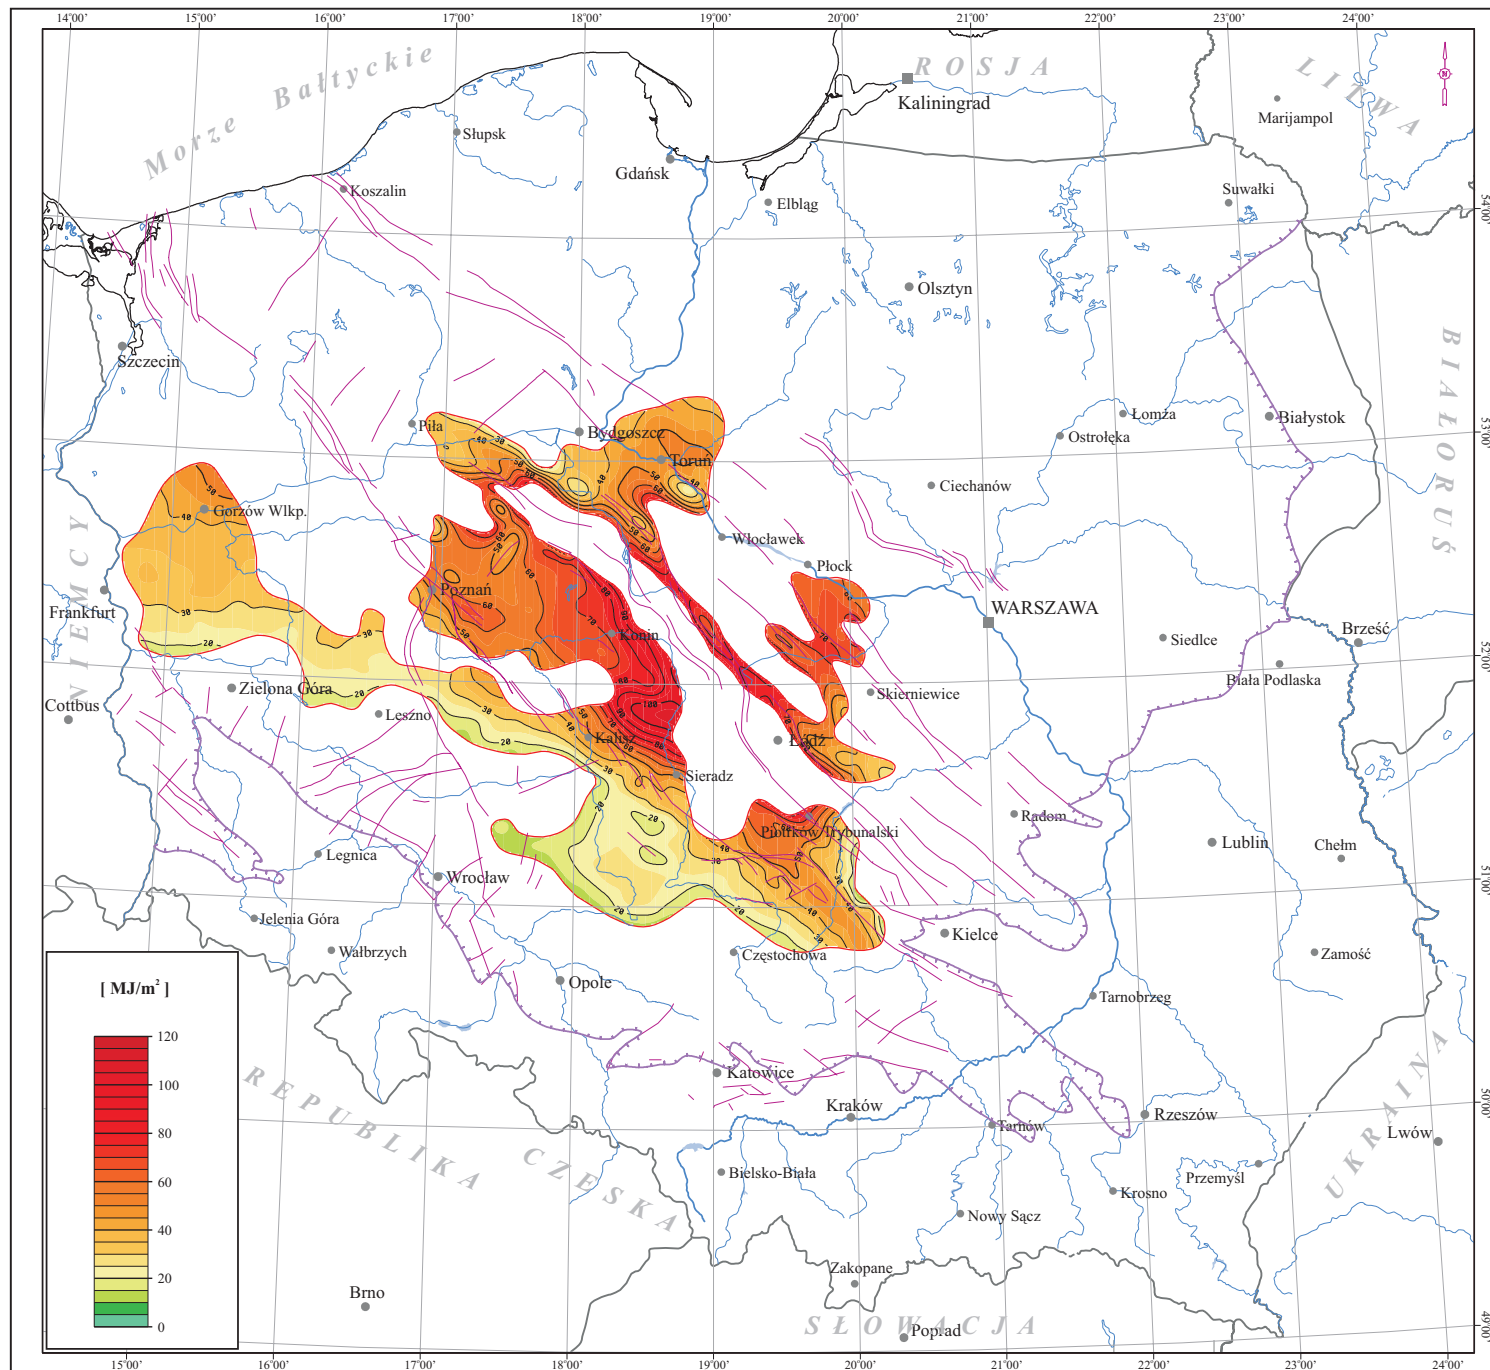 14°00' 15°00' 16°00' 17°00' 18°00' 19°00' 20°00' 21°00' 22°00' 23°00' 24°00'
Morze Bałtyckie
ROSJA
LITWA
N
Kaliningrad
Marijampol
Słupsk
Gdańsk
Koszalin
Elbląg
Suwałki
54°00'
Olsztyn
Szczecin
BIAŁORUŚ
Piła
Bydgoszcz
Toruń
Łomża
Ostrołęka
Białystok
53°00'
Gorzów Wlkp.
Ciechanów
Włocławek
Płock
NIEMCY
Frankfurt
Poznań
Konin
WARSZAWA
Siedlce
Brześć
Biała Podlaska
52°00'
Cottbus
Zielona Góra
Leszno
Kalisz
Sieradz
Łódź
Skierniewice
Piotrków Trybunalski
Radom
Lublin
Chełm
Legnica
Wrocław
51°00'
Jelenia Góra
Wałbrzych
Opole
Częstochowa
Kielce
Zamość
Tarnobrzeg
[ MJ/m² ]
120
100
80
60
40
20
0
REPUBLIKA CZESKA
Katowice
Kraków
Tarnów
Rzeszów
50°00'
Lwów
UKRAINA
Bielsko-Biała
Nowy Sącz
Krosno
Przemyśl
Zakopane
Brno
SŁOWACJA
Poprad
49°00'
15°00' 16°00' 17°00' 18°00' 19°00' 20°00' 21°00' 22°00' 23°00' 24°00'